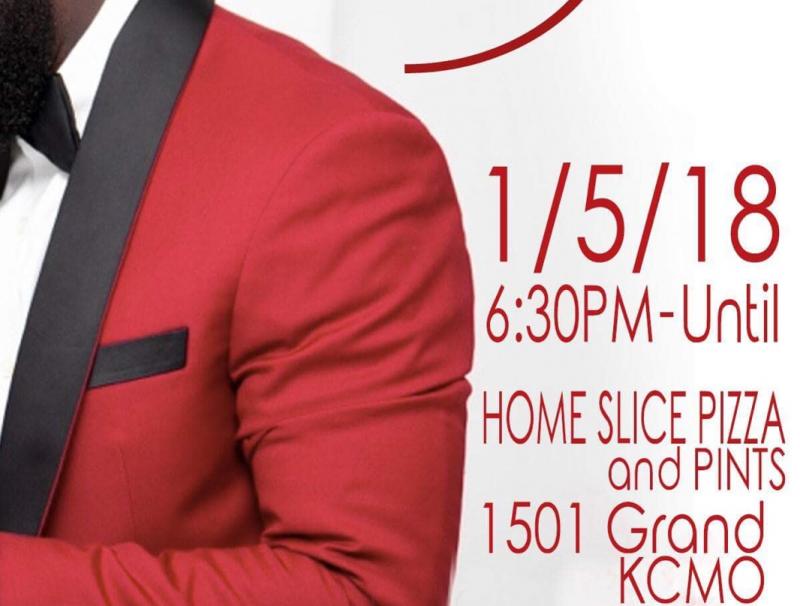 1/5/18
6:30PM-Until
HOME SLICE PIZZA
and PINTS
1501 Grand
KCMO